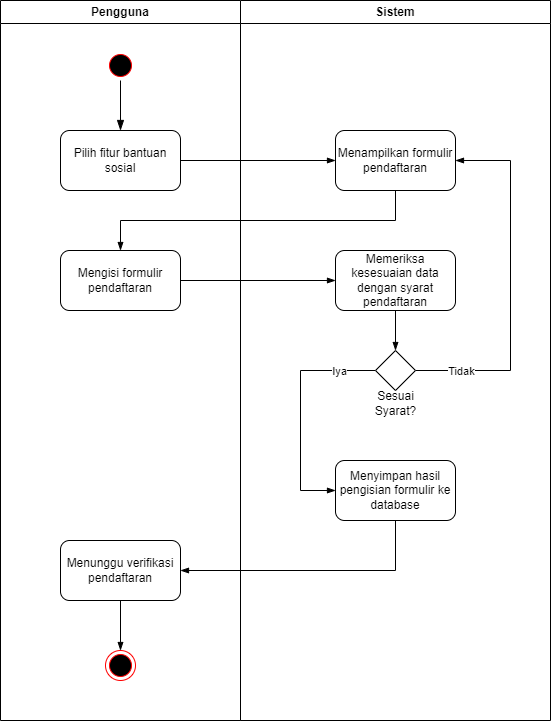 Pengguna
Sistem
Pilih fitur bantuan
sosial
Menampilkan formulir
pendaftaran
Mengisi formulir
pendaftaran
Memeriksa
kesesuaian data
dengan syarat
pendaftaran
Iya
Tidak
Sesuai
Syarat?
Menyimpan hasil
pengisian formulir ke
database
Menunggu verifikasi
pendaftaran